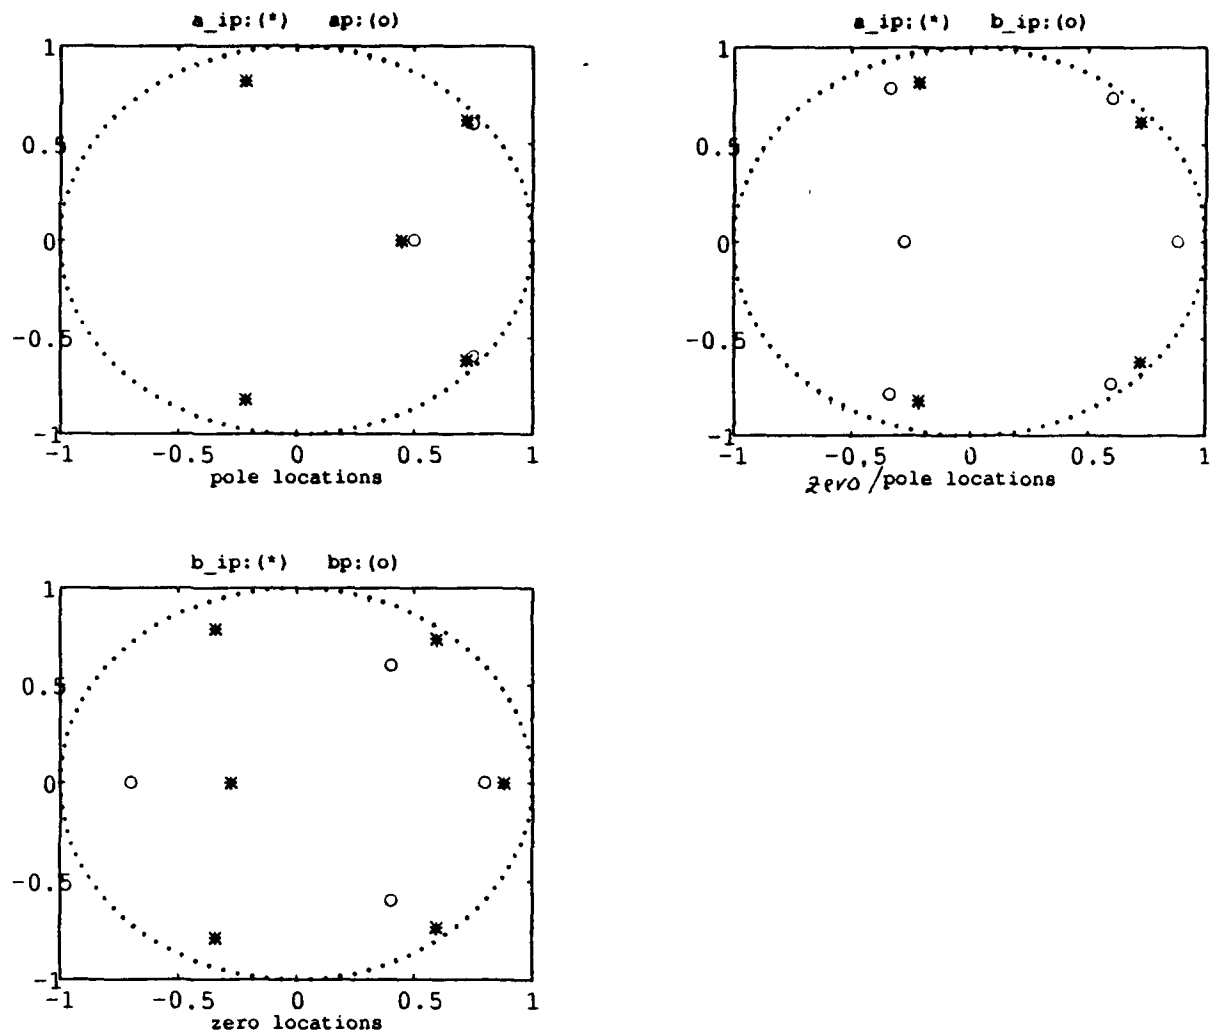 a_ip:(*) ap:(o)
1
0.5
0
-0.5
-1
-1 -0.5 0 0.5 1
pole locations
a_ip:(*) b_ip:(o)
1
0.5
0
-0.5
-1
-1 -0.5 0 0.5 1
zero/pole locations
b_ip:(*) bp:(o)
1
0.5
0
-0.5
-1
-1 -0.5 0 0.5 1
zero locations